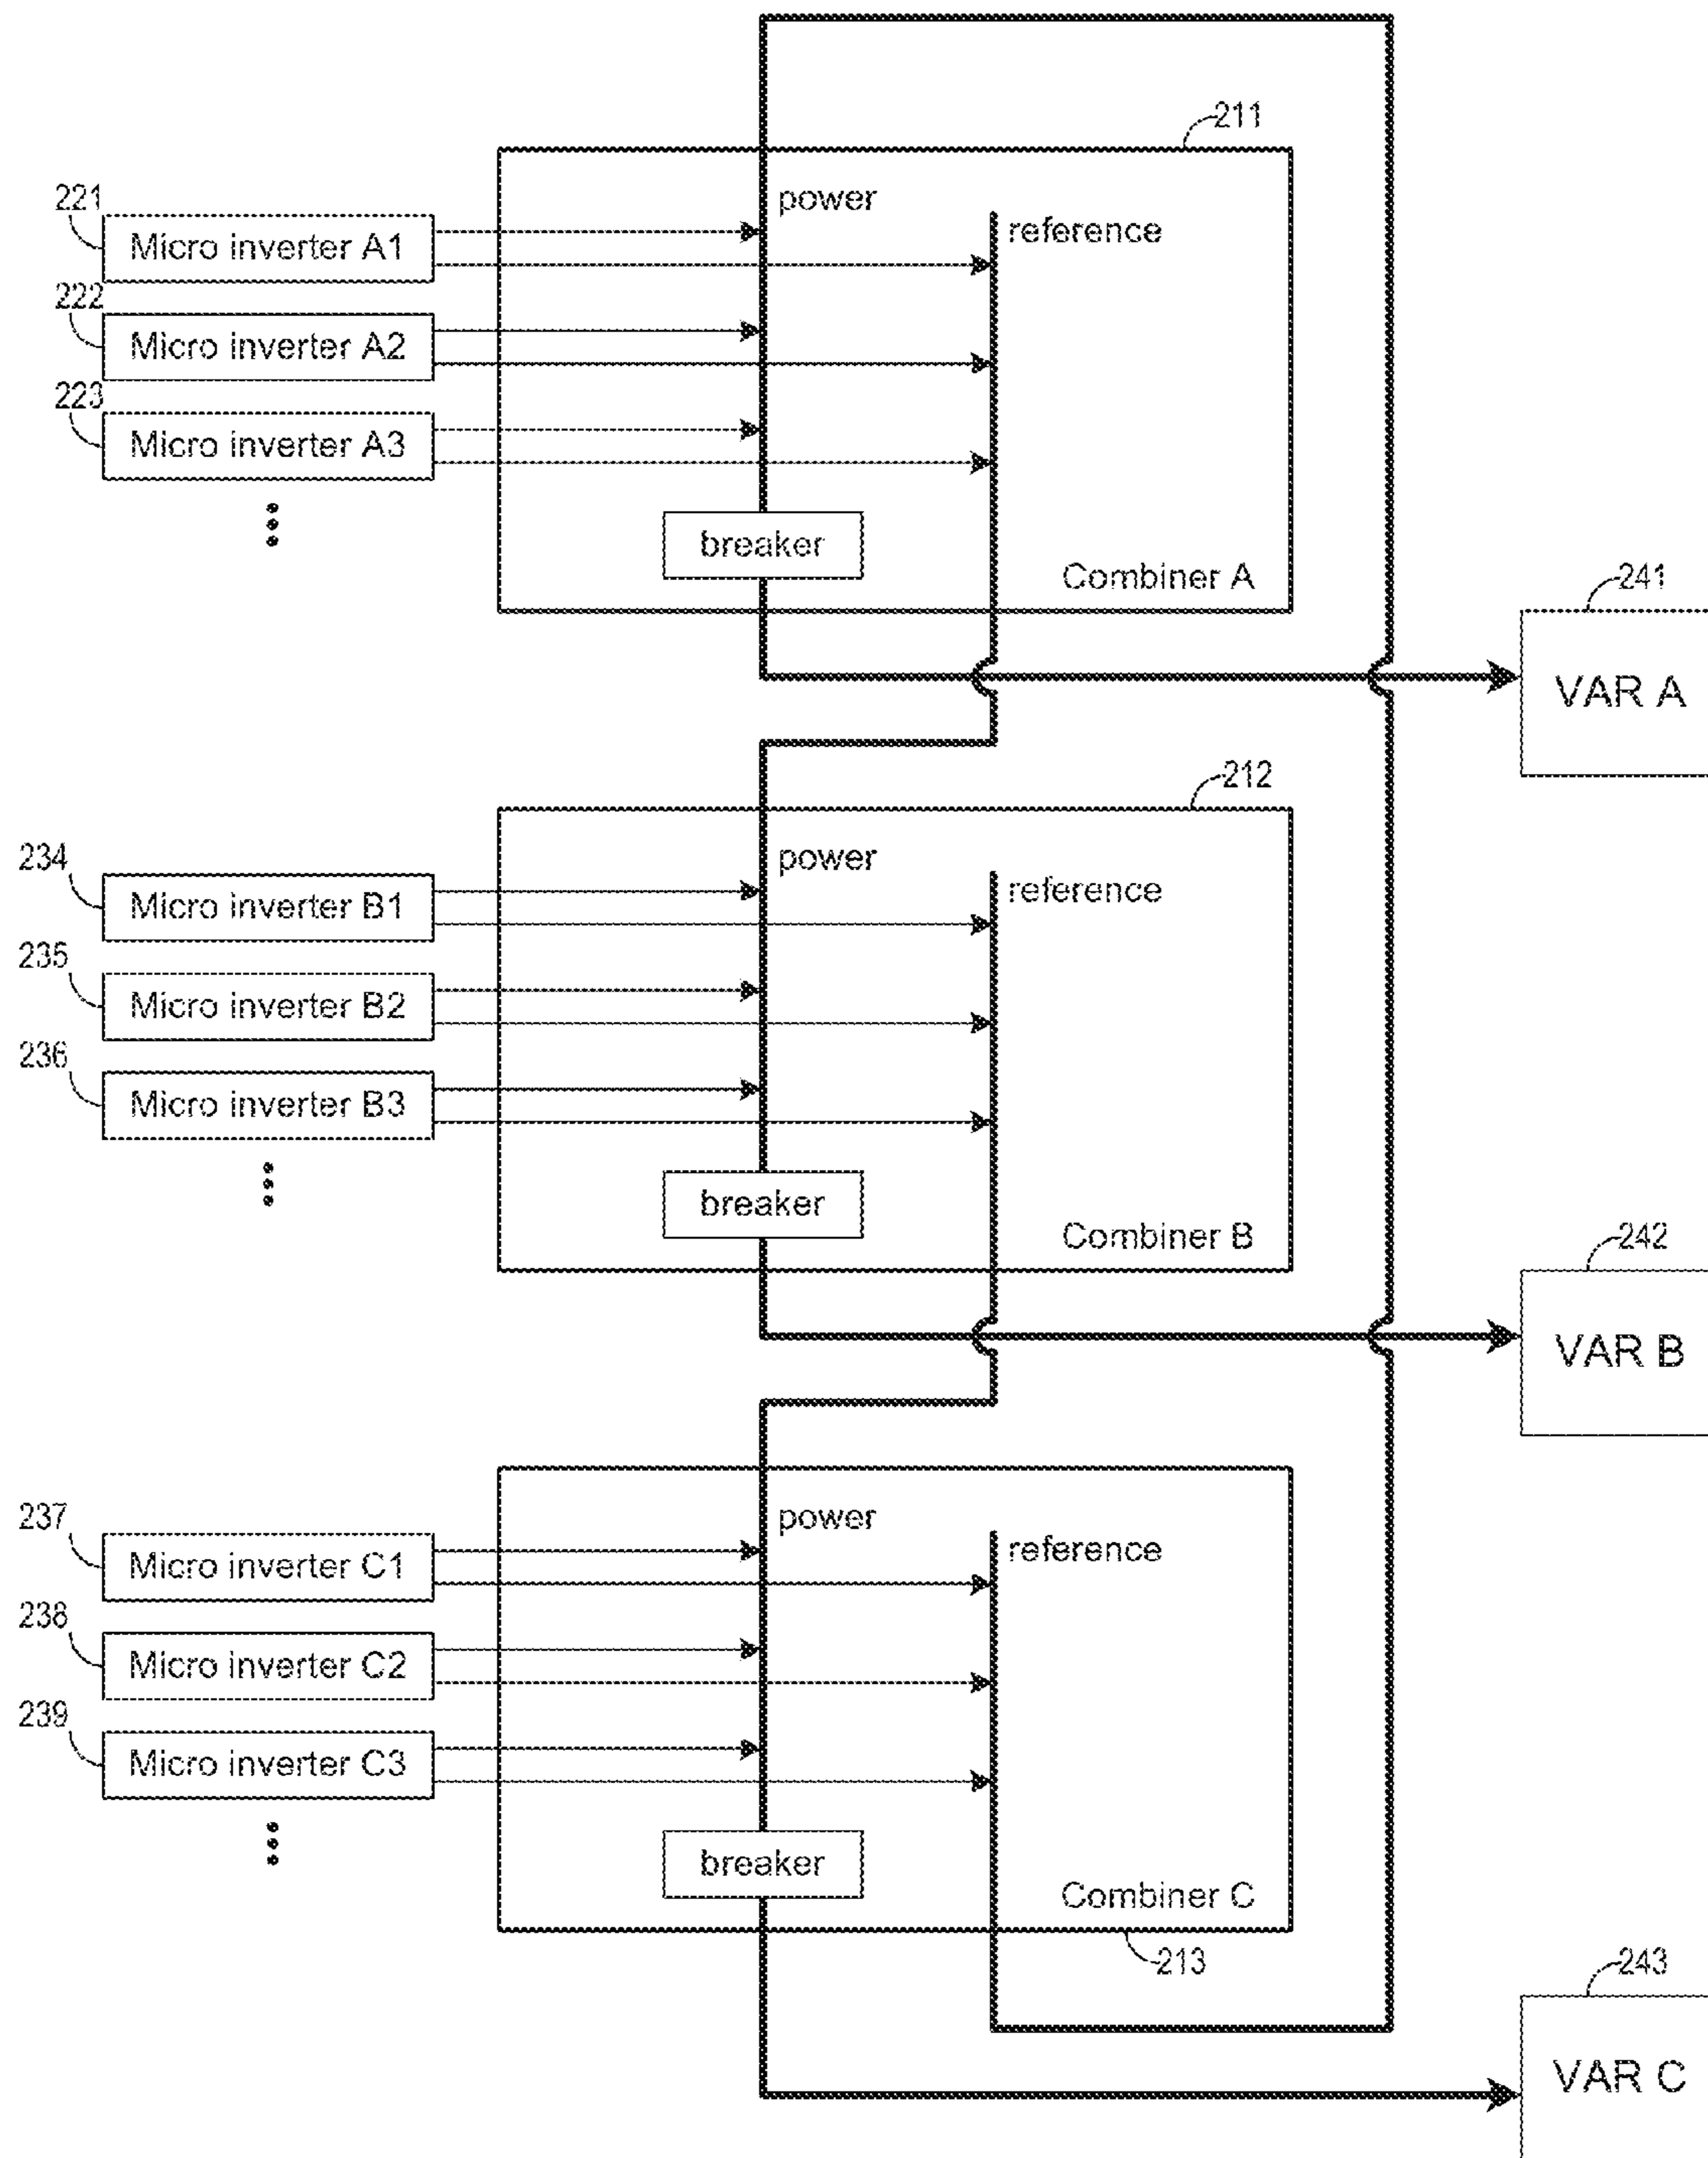 211
power
221
reference
Micro inverter A1
222
Micro inverter A2
223
Micro inverter A3
breaker
Combiner A
241
VAR A
212
power
234
reference
Micro inverter B1
235
Micro inverter B2
236
Micro inverter B3
breaker
Combiner B
242
VAR B
power
237
reference
Micro inverter C1
238
Micro inverter C2
239
Micro inverter C3
breaker
Combiner C
213
243
VAR C